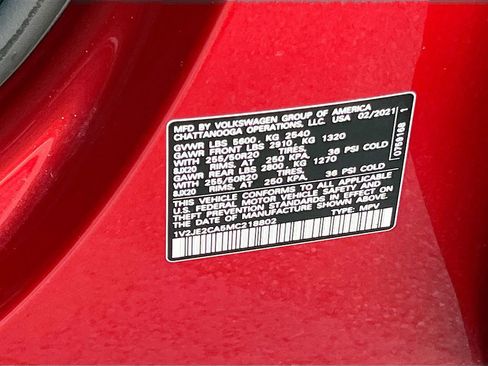 MFD BY VOLKSWAGEN GROUP OF AMERICA
CHATTANOOGA OPERATIONS, LLC. USA 02/2021
GVWR LBS 5600, KG 2540
GAWR FRONT LBS 2910, KG 1320
WITH 255/50R20 TIRES,
8JX20 RIMS, AT 250 KPA, 36 PSI COLD
GAWR REAR LBS 2800, KG 1270
WITH 255/50R20 TIRES,
8JX20 RIMS, AT 250 KPA, 36 PSI COLD
THIS VEHICLE CONFORMS TO ALL APPLICABLE
U.S. FEDERAL MOTOR VEHICLE SAFETY AND
THEFT PREVENTION STANDARDS IN EFFECT ON
THE DATE OF MANUFACTURE SHOWN ABOVE.
1V2JE2CA5MC218802 TYPE: MPV
0759168 1